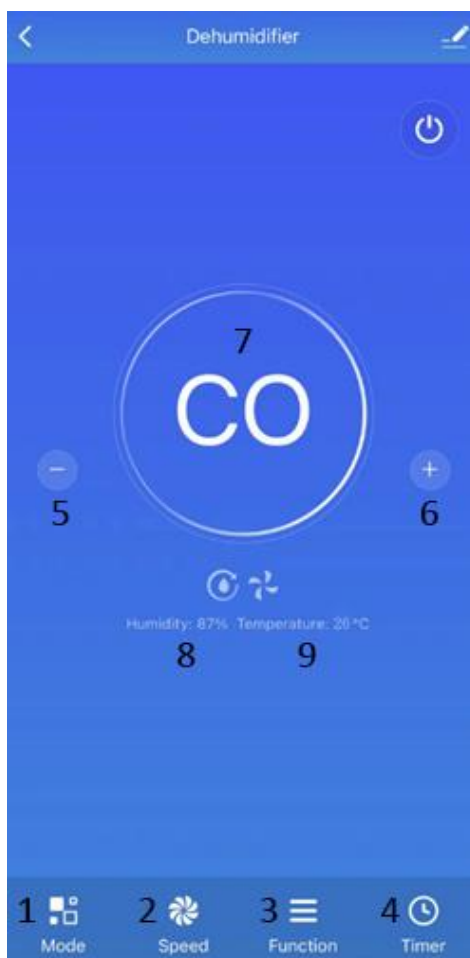 Dehumidifier
7
CO
5
6
Humidity: 87% Temperature: 26°C
8 9
1 2 3 4
Mode Speed Function Timer